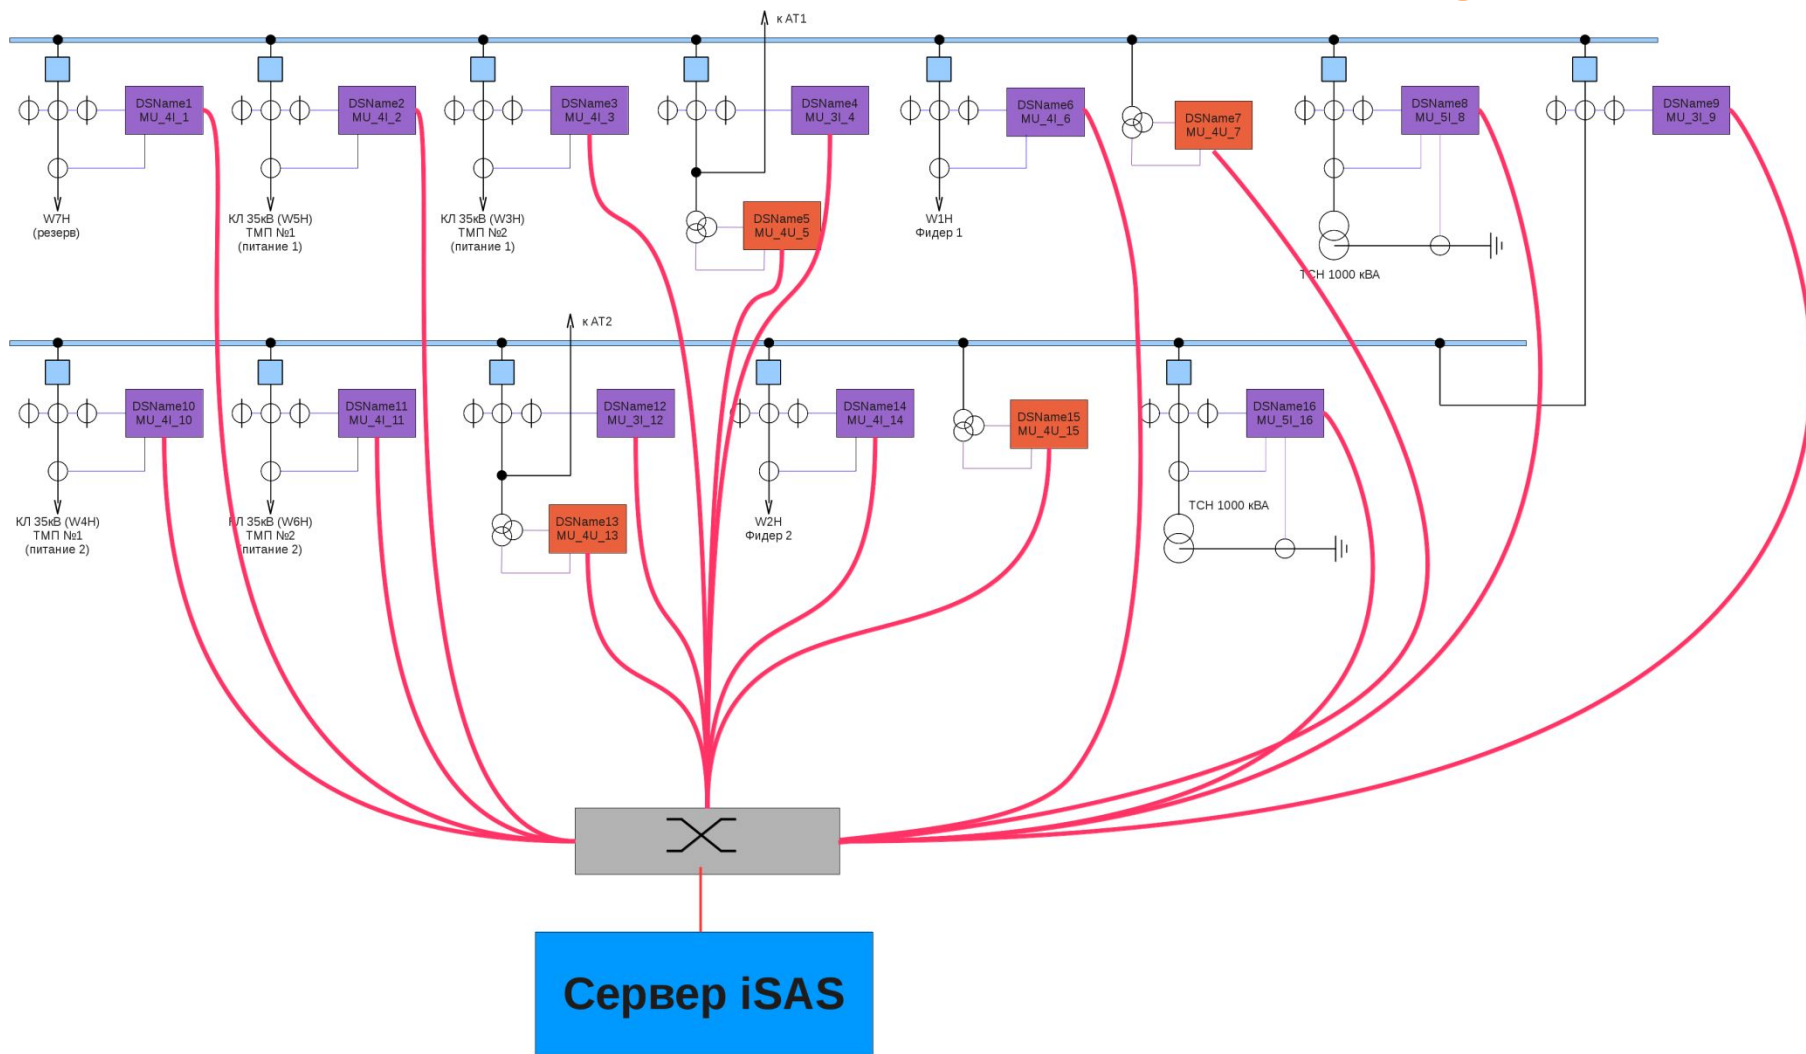 к АТ1
DSName1
MU_4I_1
DSName2
MU_4I_2
DSName3
MU_4I_3
DSName4
MU_3I_4
DSName6
MU_4I_6
DSName7
MU_4U_7
DSName8
MU_5I_8
DSName9
MU_3I_9
W7H
(резерв)
КЛ 35кВ (W5H)
ТМП №1
(питание 1)
КЛ 35кВ (W3H)
ТМП №2
(питание 1)
DSName5
MU_4U_5
W1H
Фидер 1
ТСН 1000 кВА
к АТ2
DSName10
MU_4I_10
DSName11
MU_4I_11
DSName12
MU_3I_12
DSName14
MU_4I_14
DSName15
MU_4U_15
DSName16
MU_5I_16
КЛ 35кВ (W4H)
ТМП №1
(питание 2)
КЛ 35кВ (W6H)
ТМП №2
(питание 2)
DSName13
MU_4U_13
W2H
Фидер 2
ТСН 1000 кВА
Сервер iSAS